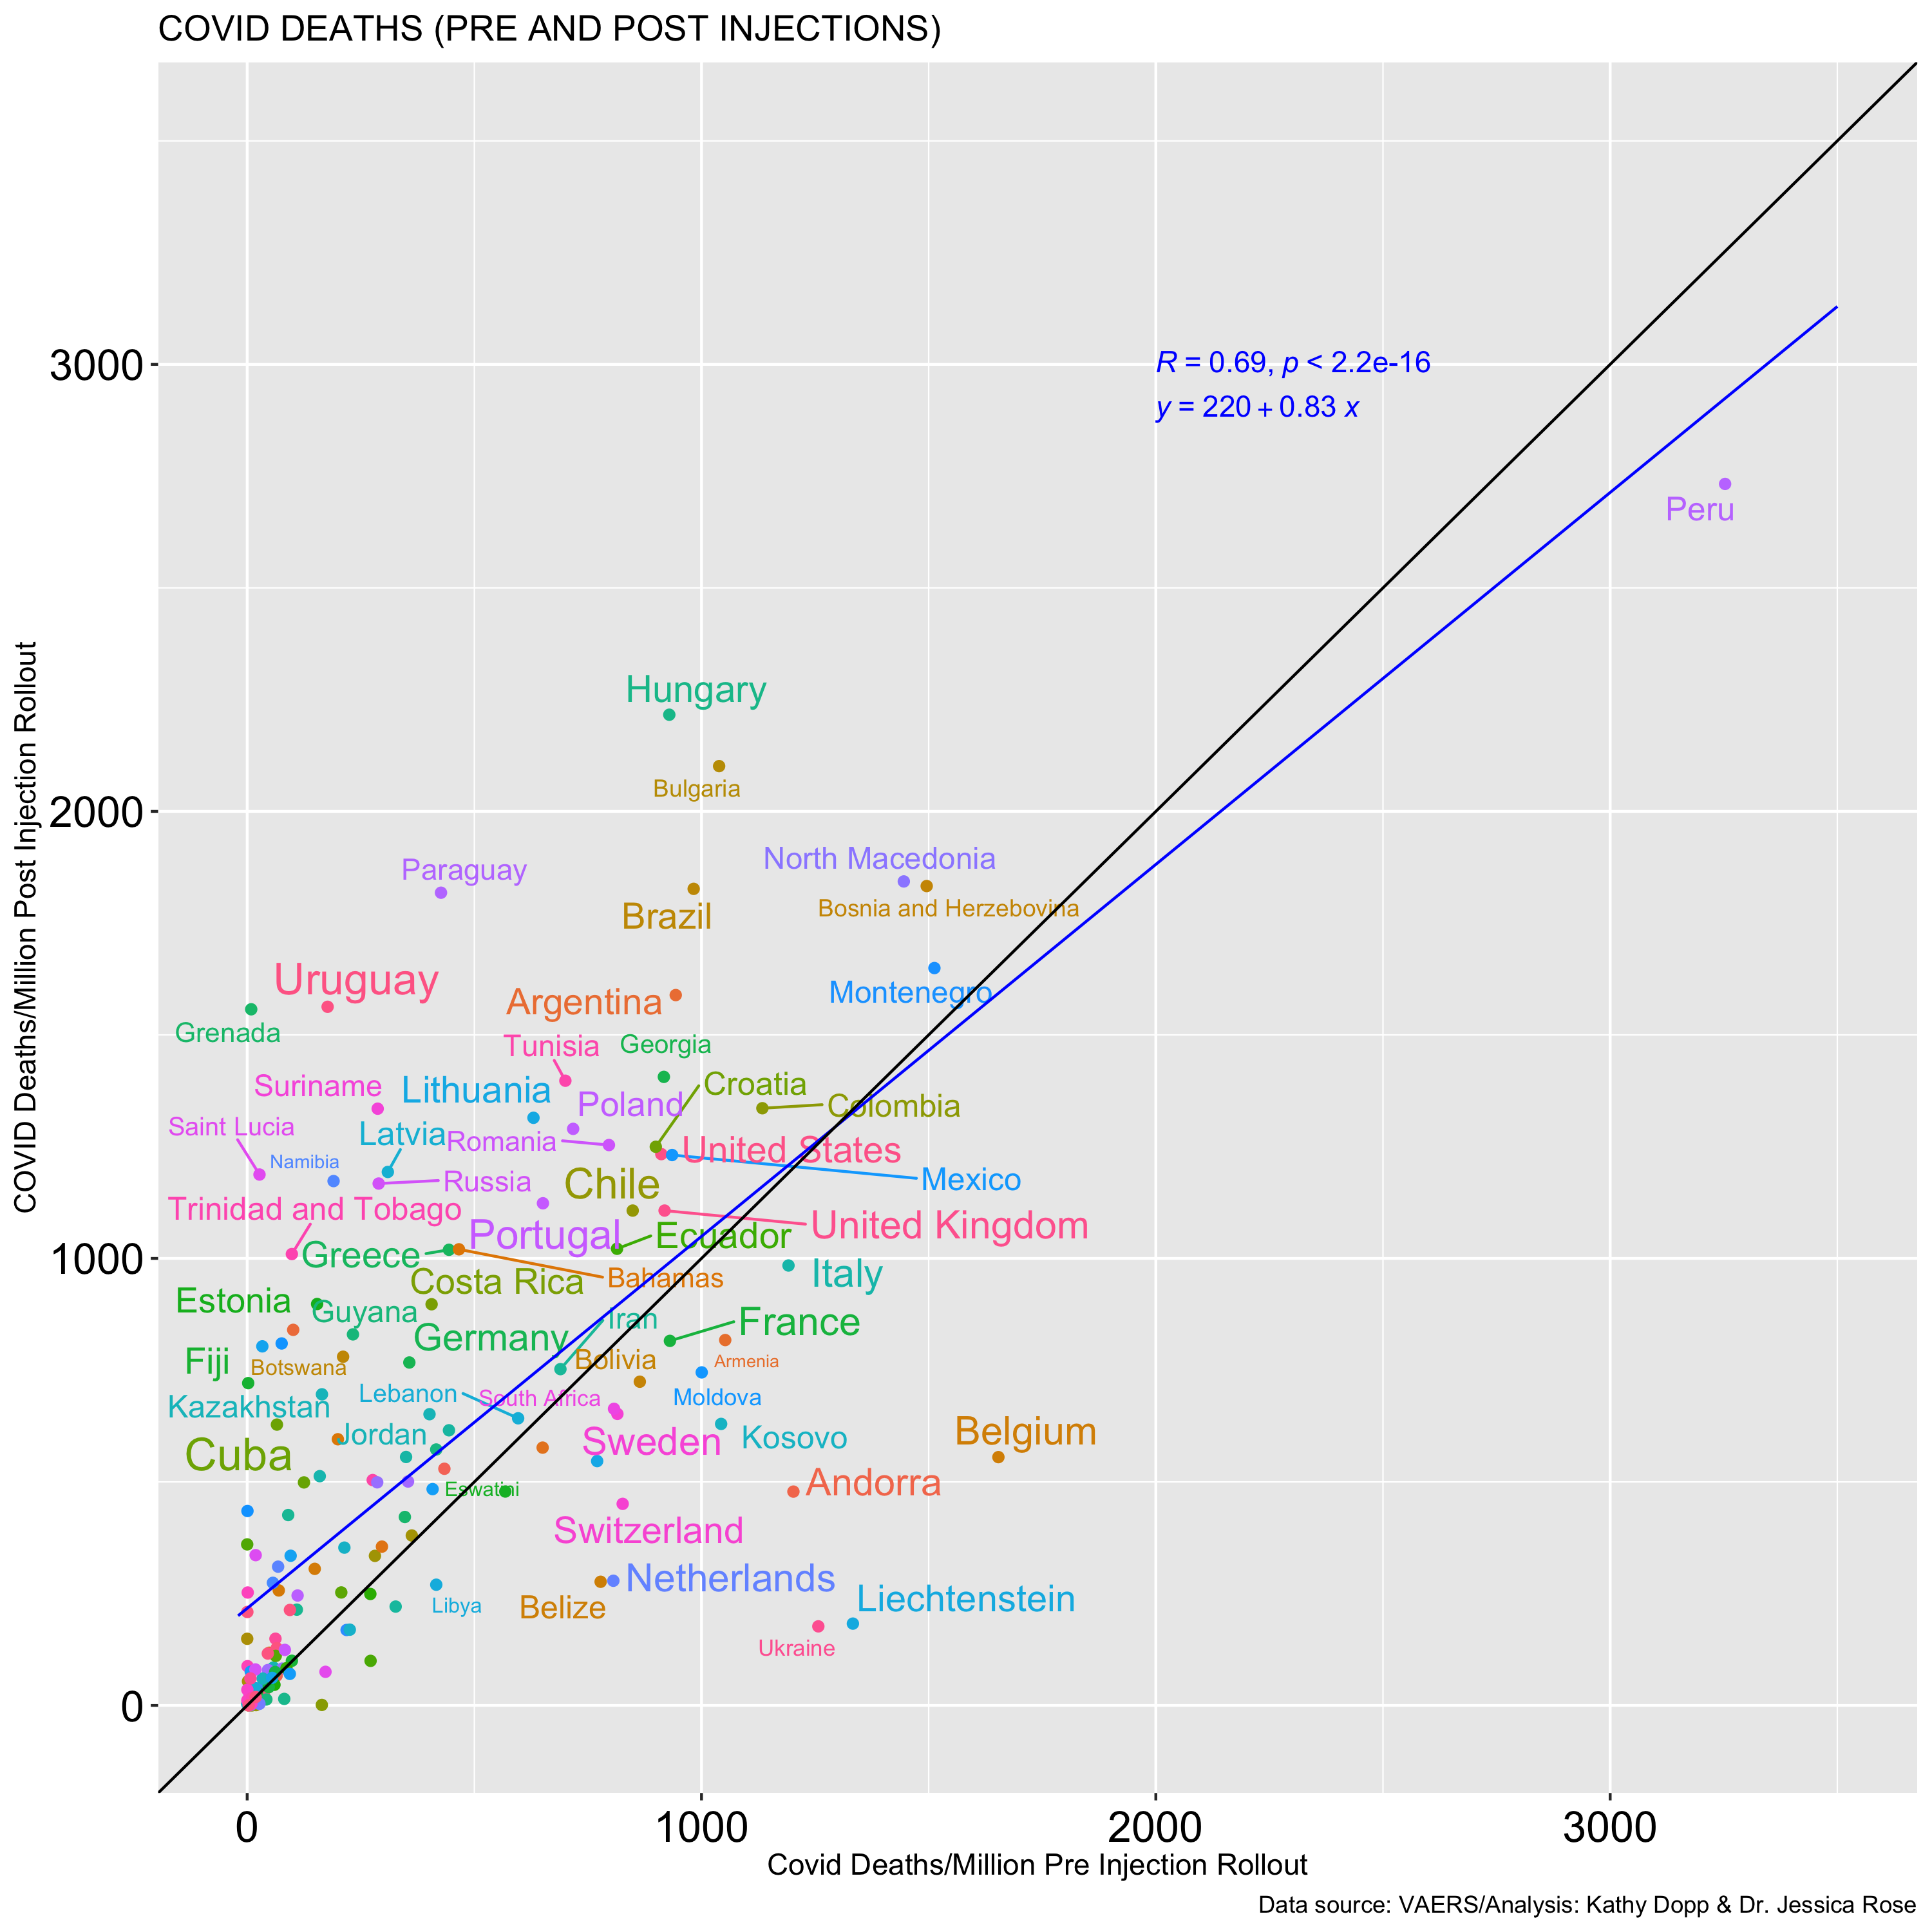 COVID DEATHS (PRE AND POST INJECTIONS)
COVID Deaths/Million Post Injection Rollout
3000
2000
1000
0
R = 0.69, p < 2.2e-16
y = 220 + 0.83 x
Peru
Hungary
Bulgaria
North Macedonia
Paraguay
Bosnia and Herzebovina
Brazil
Uruguay
Montenegro
Argentina
Grenada
Tunisia
Georgia
Suriname
Lithuania
Croatia
Poland
Colombia
Saint Lucia
Latvia
Romania
United States
Namibia
Russia
Chile
Mexico
Trinidad and Tobago
Portugal
Ecuador
United Kingdom
Greece
Bahamas
Italy
Costa Rica
Estonia
Guyana
Iran
France
Germany
Fiji
Botswana
Bolivia
Armenia
Kazakhstan
Lebanon
South Africa
Moldova
Jordan
Sweden
Kosovo
Belgium
Cuba
Eswatini
Andorra
Switzerland
Netherlands
Libya
Belize
Liechtenstein
Ukraine
0 1000 2000 3000
Covid Deaths/Million Pre Injection Rollout
Data source: VAERS/Analysis: Kathy Dopp & Dr. Jessica Rose